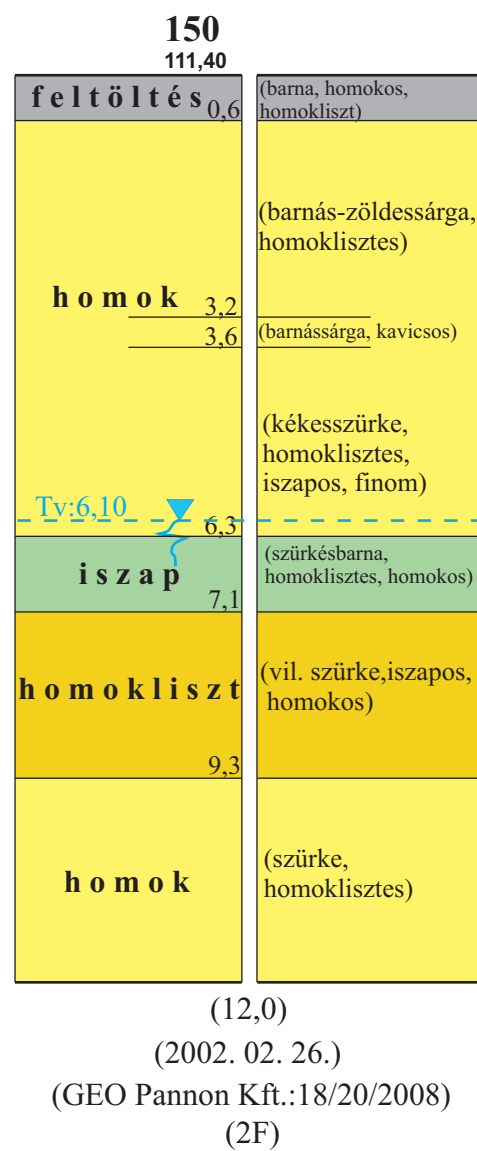 150
111,40
feltöltés 0,6
(barna, homokos,
homokliszt)
(barnás-zöldessárga,
homoklisztes)
homok
3,2
3,6
(barnássárga, kavicsos)
(kékesszürke,
homoklisztes,
iszapos, finom)
Tv:6,10
6,3
iszap
7,1
(szürkésbarna,
homoklisztes, homokos)
homokliszt
9,3
(vil. szürke,iszapos,
homokos)
homok
(szürke,
homoklisztes)
(12,0)
(2002. 02. 26.)
(GEO Pannon Kft.:18/20/2008)
(2F)